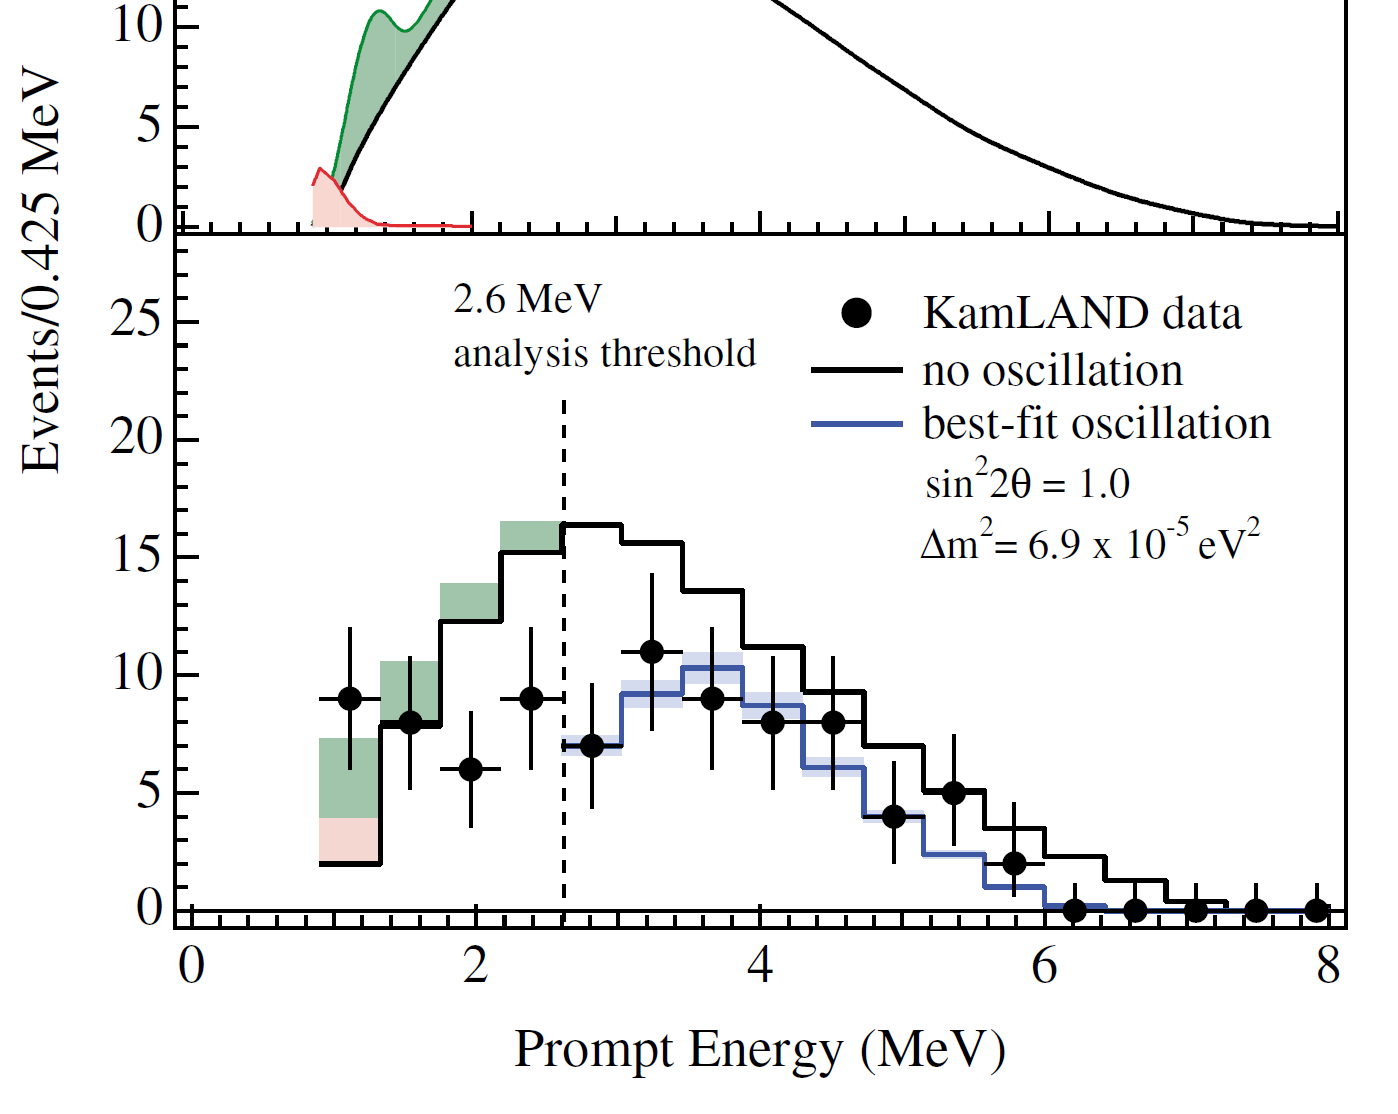 10
5
0
Events/0.425 MeV
2.6 MeV
analysis threshold
KamLAND data
no oscillation
best-fit oscillation
sin²2θ = 1.0
Δm²= 6.9 x 10⁻⁵ eV²
25
20
15
10
5
0
0 2 4 6 8
Prompt Energy (MeV)